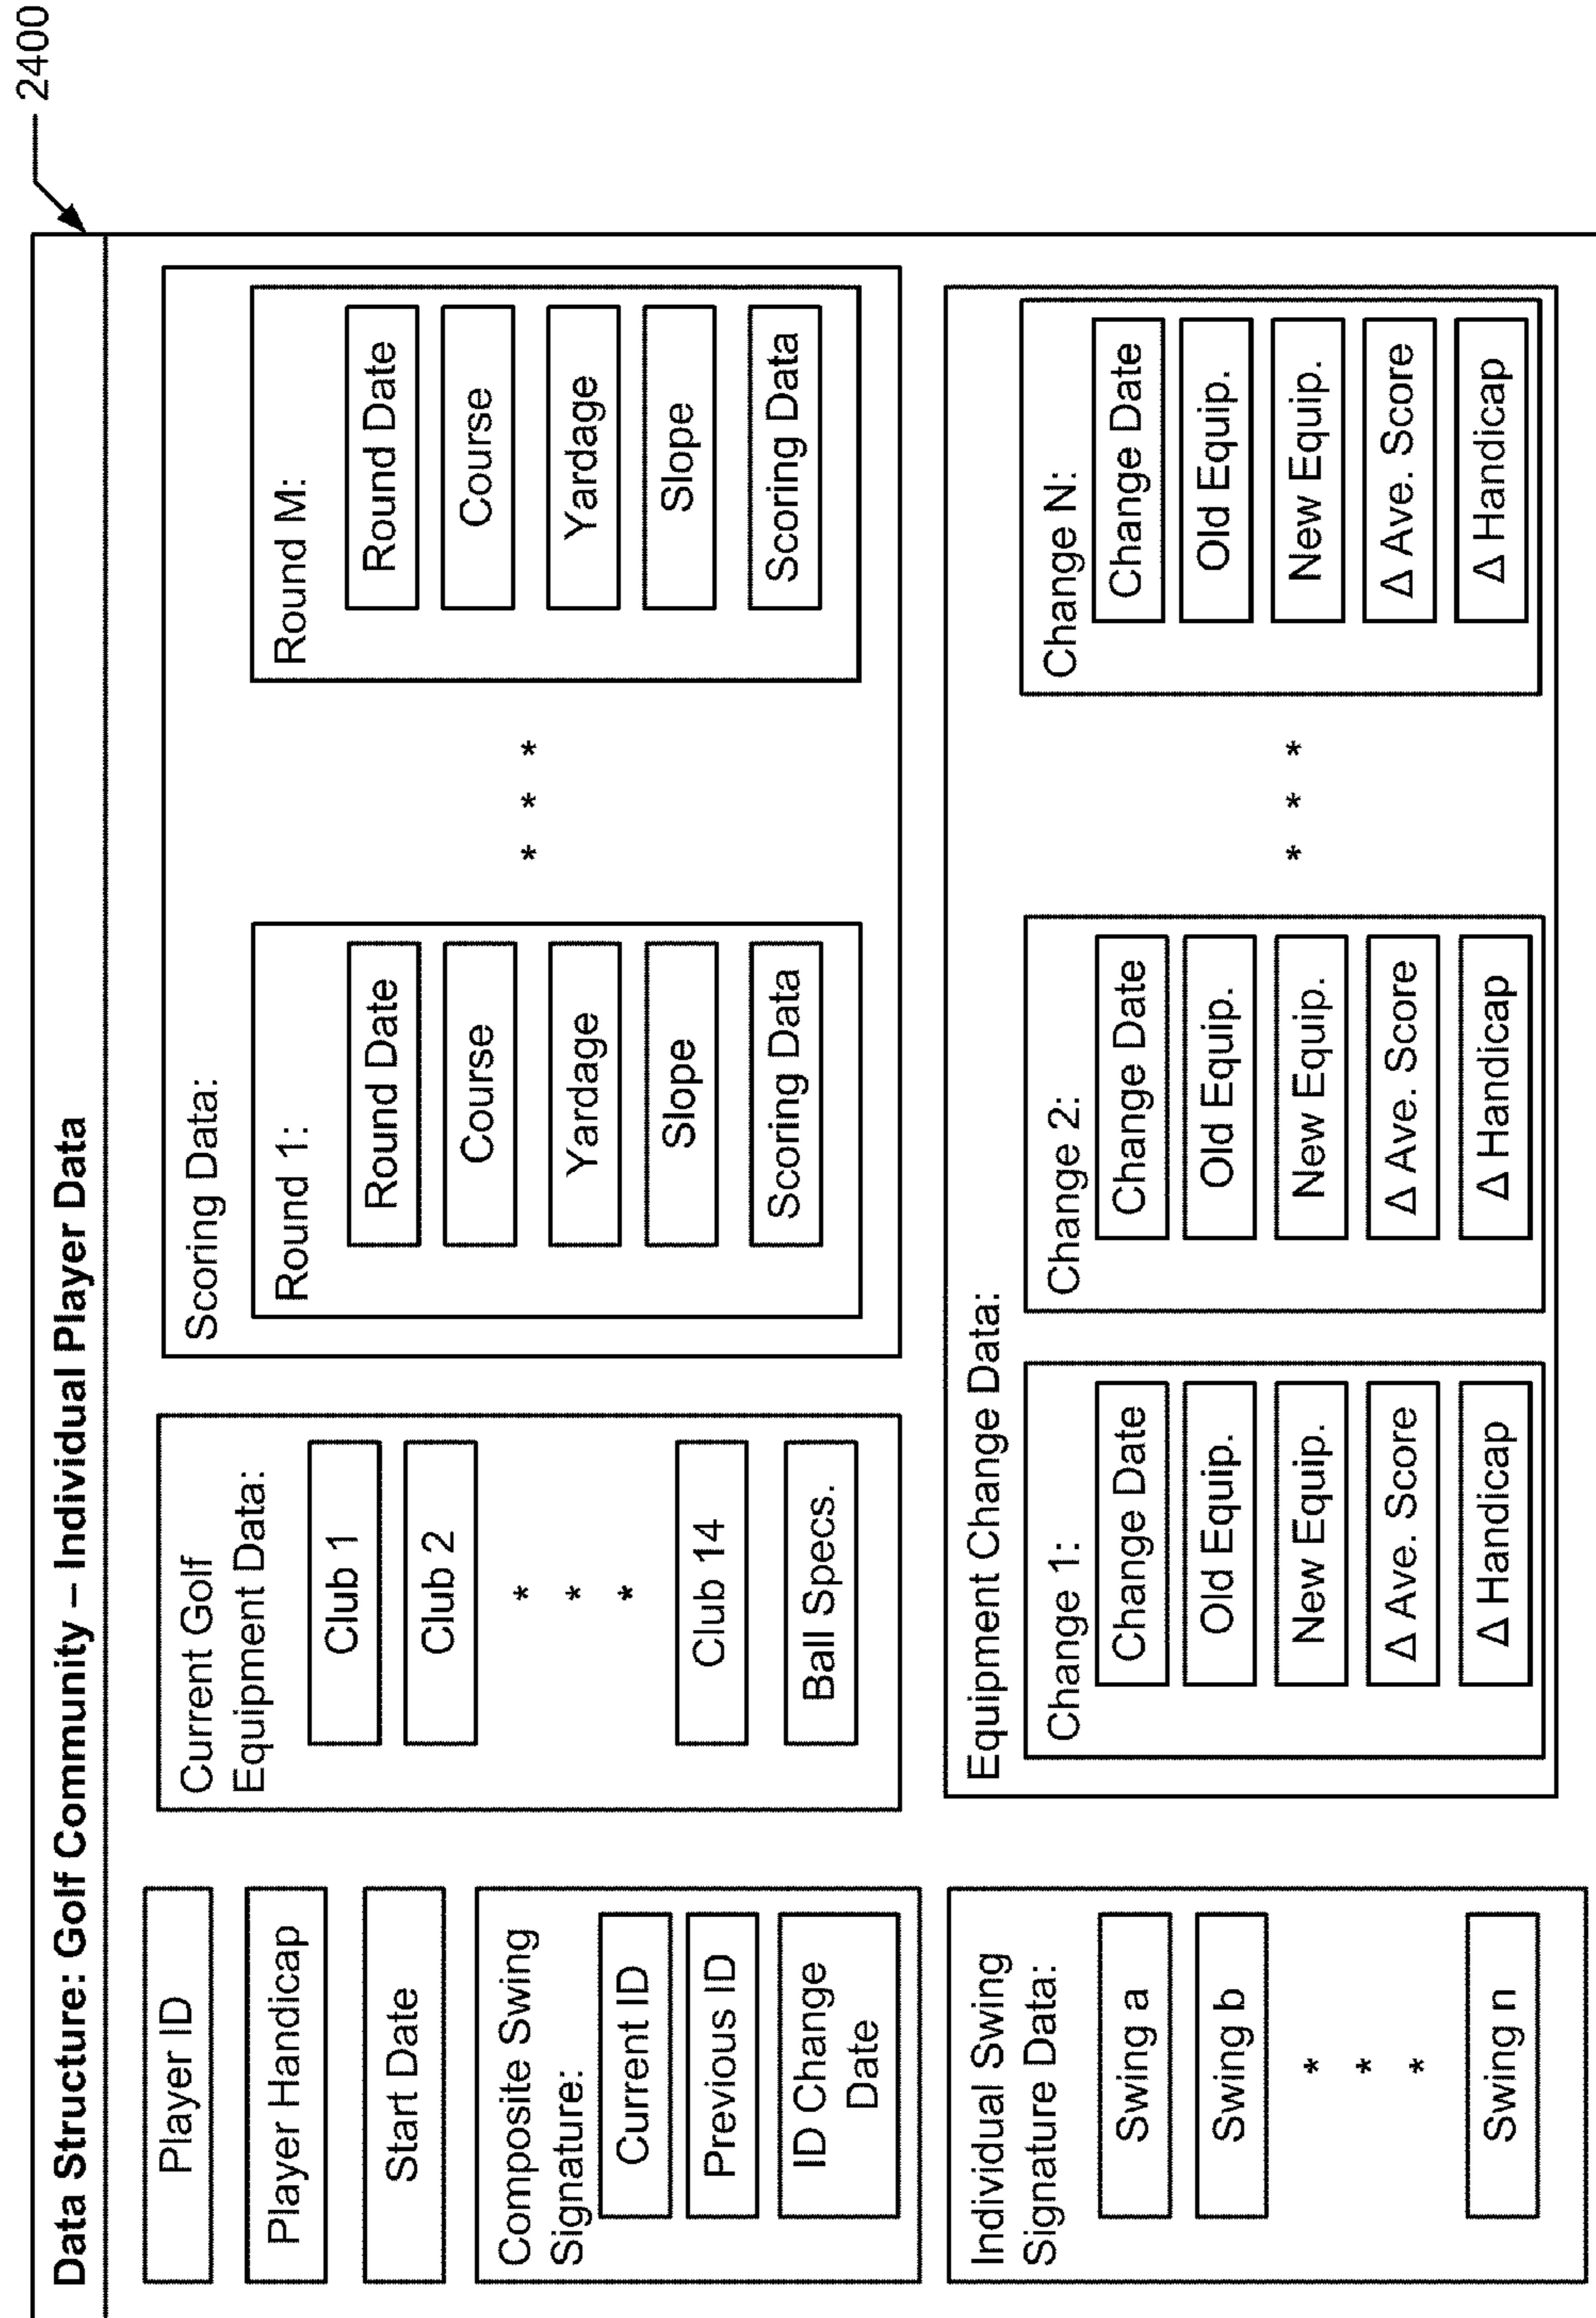 2400
Data Structure: Golf Community – Individual Player Data
Player ID
Player Handicap
Start Date
Composite Swing
Signature:
Current ID
Previous ID
ID Change
Date
Individual Swing
Signature Data:
Swing a
Swing b
*
*
*
Swing n
Current Golf
Equipment Data:
Club 1
Club 2
*
*
*
Club 14
Ball Specs.
Scoring Data:
Round 1:
Round Date
Course
Yardage
Slope
Scoring Data
* * *
Round M:
Round Date
Course
Yardage
Slope
Scoring Data
Equipment Change Data:
Change 1:
Change Date
Old Equip.
New Equip.
Δ Ave. Score
Δ Handicap
Change 2:
Change Date
Old Equip.
New Equip.
Δ Ave. Score
Δ Handicap
* * *
Change N:
Change Date
Old Equip.
New Equip.
Δ Ave. Score
Δ Handicap